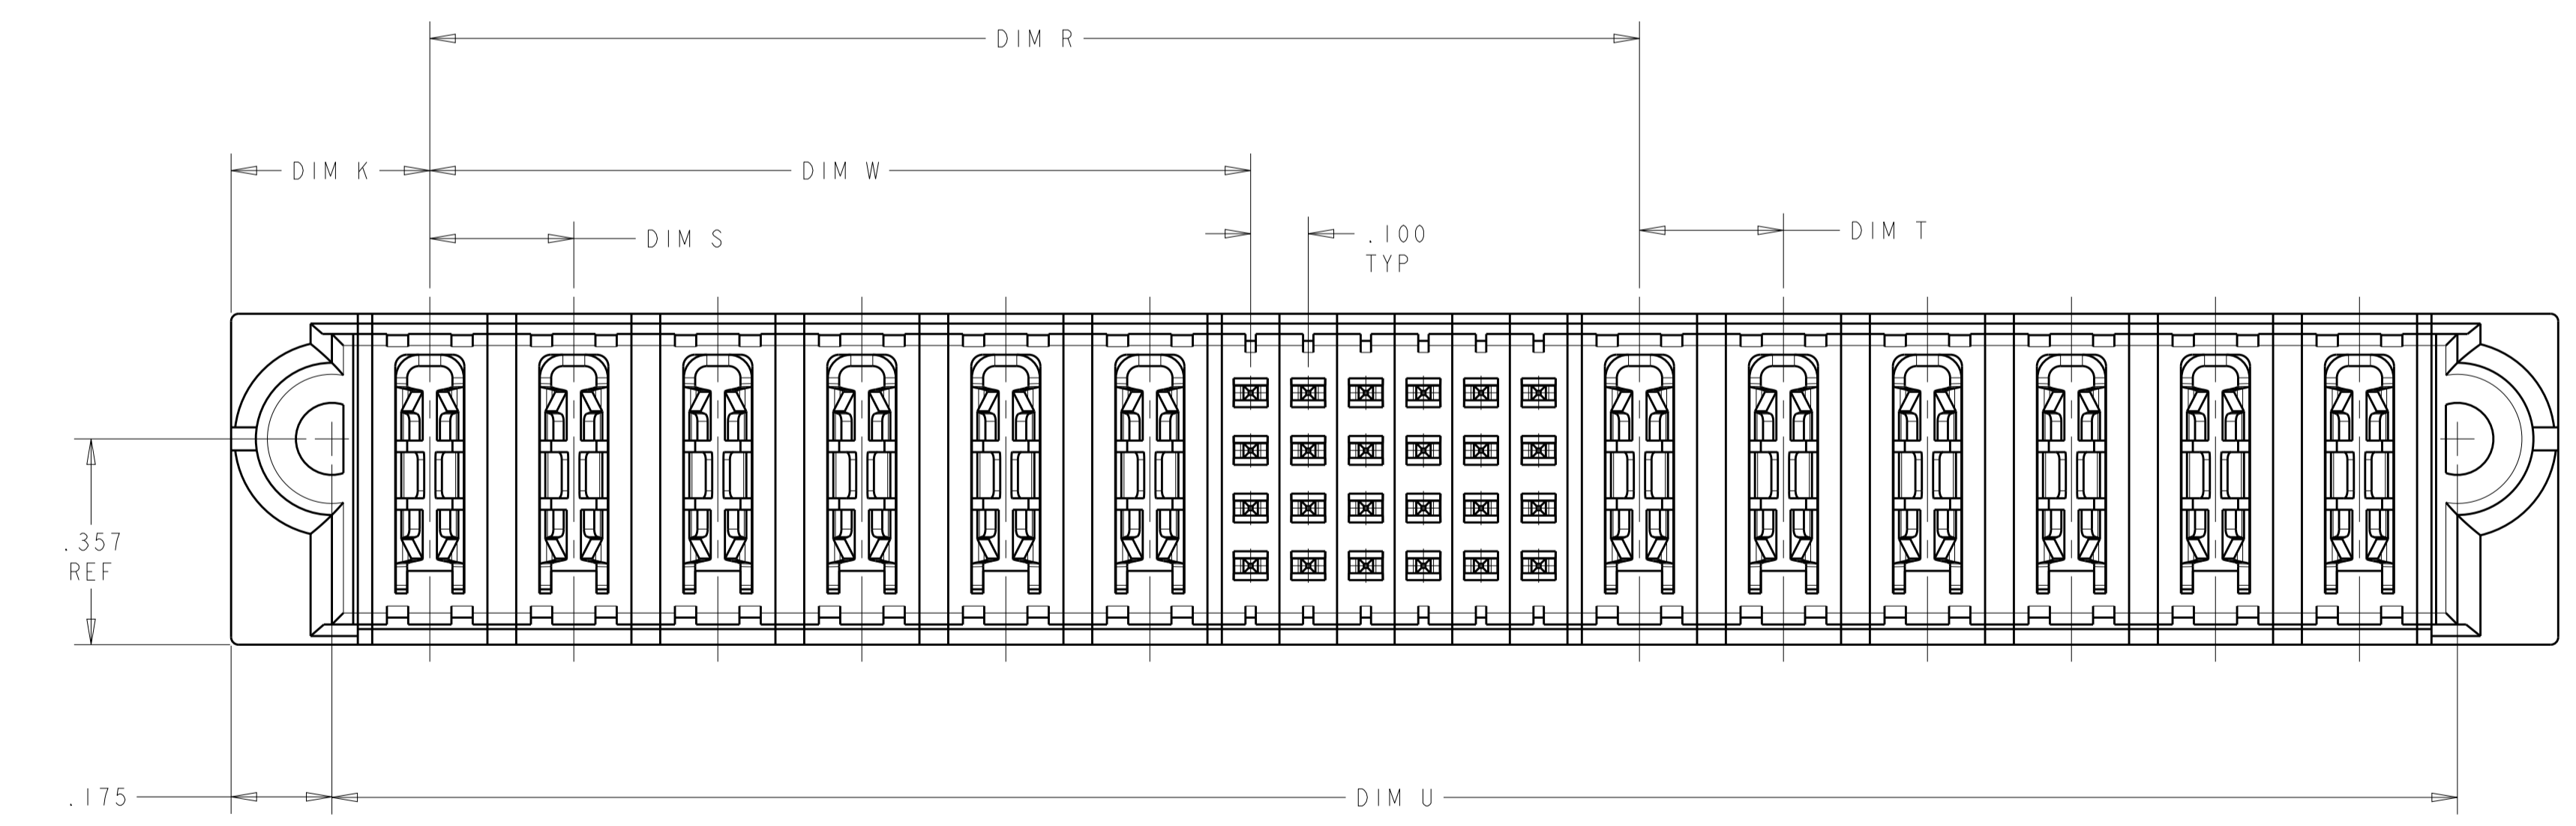 DIM R
DIM K
DIM W
DIM S
.100
TYP
DIM T
.357
REF
.175
DIM U